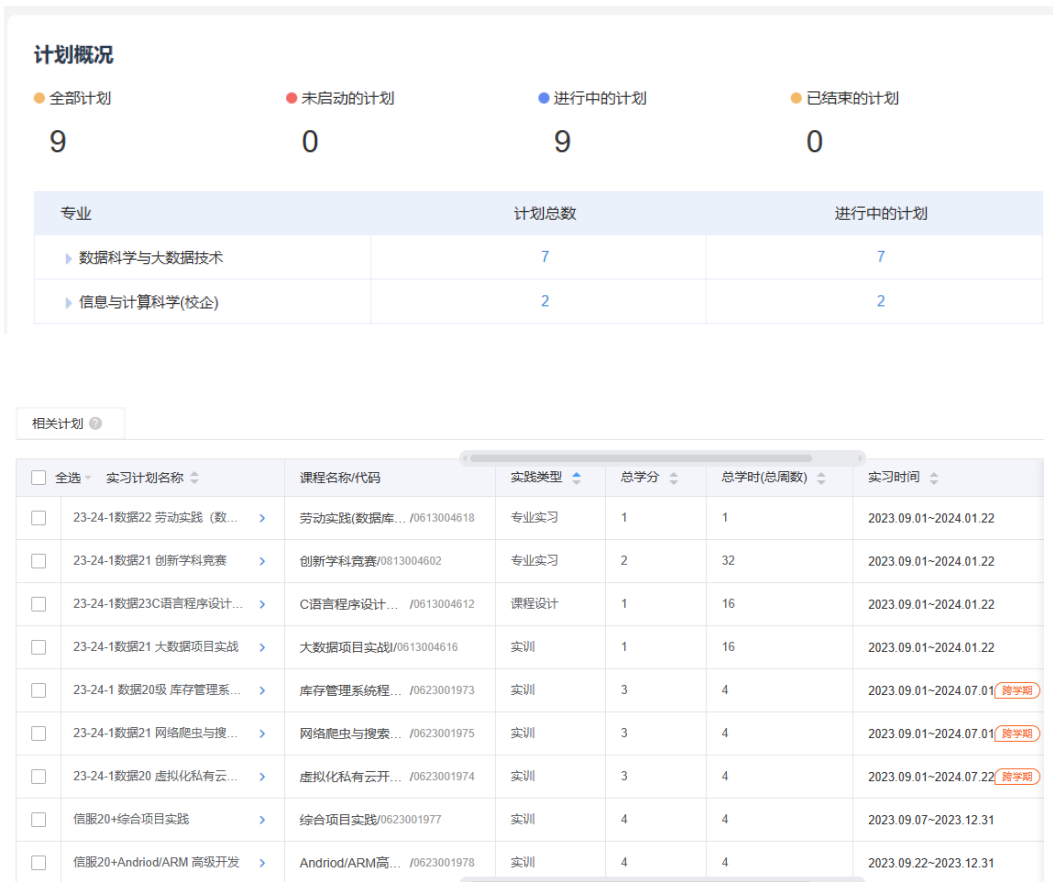 计划概况
全部计划 未启动的计划 进行中的计划 已结束的计划
9 0 9 0
专业 计划总数 进行中的计划
数据科学与大数据技术 7 7
信息与计算科学(校企) 2 2
相关计划 ?
全选 实习计划名称 课程名称/代码 实践类型 总学分 总学时(总周数) 实习时间
23-24-1数据22 劳动实践（数... 劳动实践(数据库... /0613004618 专业实习 1 1 2023.09.01~2024.01.22
23-24-1数据21 创新学科竞赛 创新学科竞赛/0813004602 专业实习 2 32 2023.09.01~2024.01.22
23-24-1数据23C语言程序设计... C语言程序设计... /0613004612 课程设计 1 16 2023.09.01~2024.01.22
23-24-1数据21 大数据项目实战 大数据项目实战I/0613004616 实训 1 16 2023.09.01~2024.01.22
23-24-1 数据20级 库存管理系... 库存管理系统程... /0623001973 实训 3 4 2023.09.01~2024.07.01 跨学期
23-24-1数据21 网络爬虫与搜... 网络爬虫与搜索... /0623001975 实训 3 4 2023.09.01~2024.07.01 跨学期
23-24-1数据20 虚拟化私有云... 虚拟化私有云开... /0623001974 实训 3 4 2023.09.01~2024.07.22 跨学期
信服20+综合项目实践 综合项目实践/0623001977 实训 4 4 2023.09.07~2023.12.31
信服20+Andriod/ARM 高级开发 Andriod/ARM高... /0623001978 实训 4 4 2023.09.22~2023.12.31